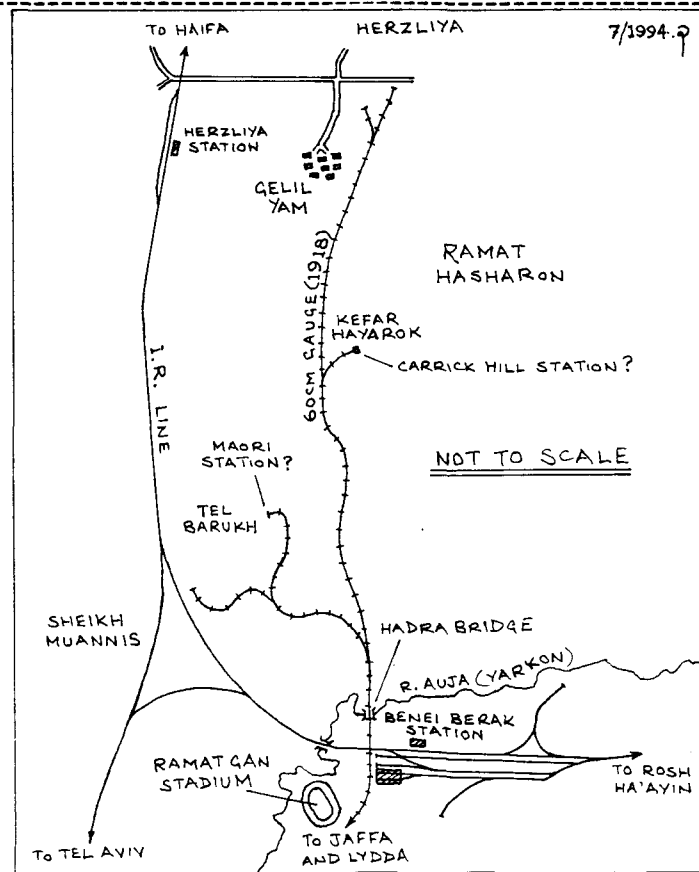 TO HAIFA
HERZLIYA
7/1994.
HERZLIYA
STATION
GELIL
YAM
RAMAT
HASHARON
60CM GAUGE (1918)
KEFAR
HAYAROK
CARRICK HILL STATION?
I.R. LINE
MAORI
STATION?
NOT TO SCALE
TEL
BARUKH
SHEIKH
MUANNIS
HADRA BRIDGE
R. AUJA (YARKON)
BENEI BERAK
STATION
RAMAT GAN
STADIUM
TO ROSH
HA'AYIN
TO JAFFA
AND LYDDA
TO TEL AVIV